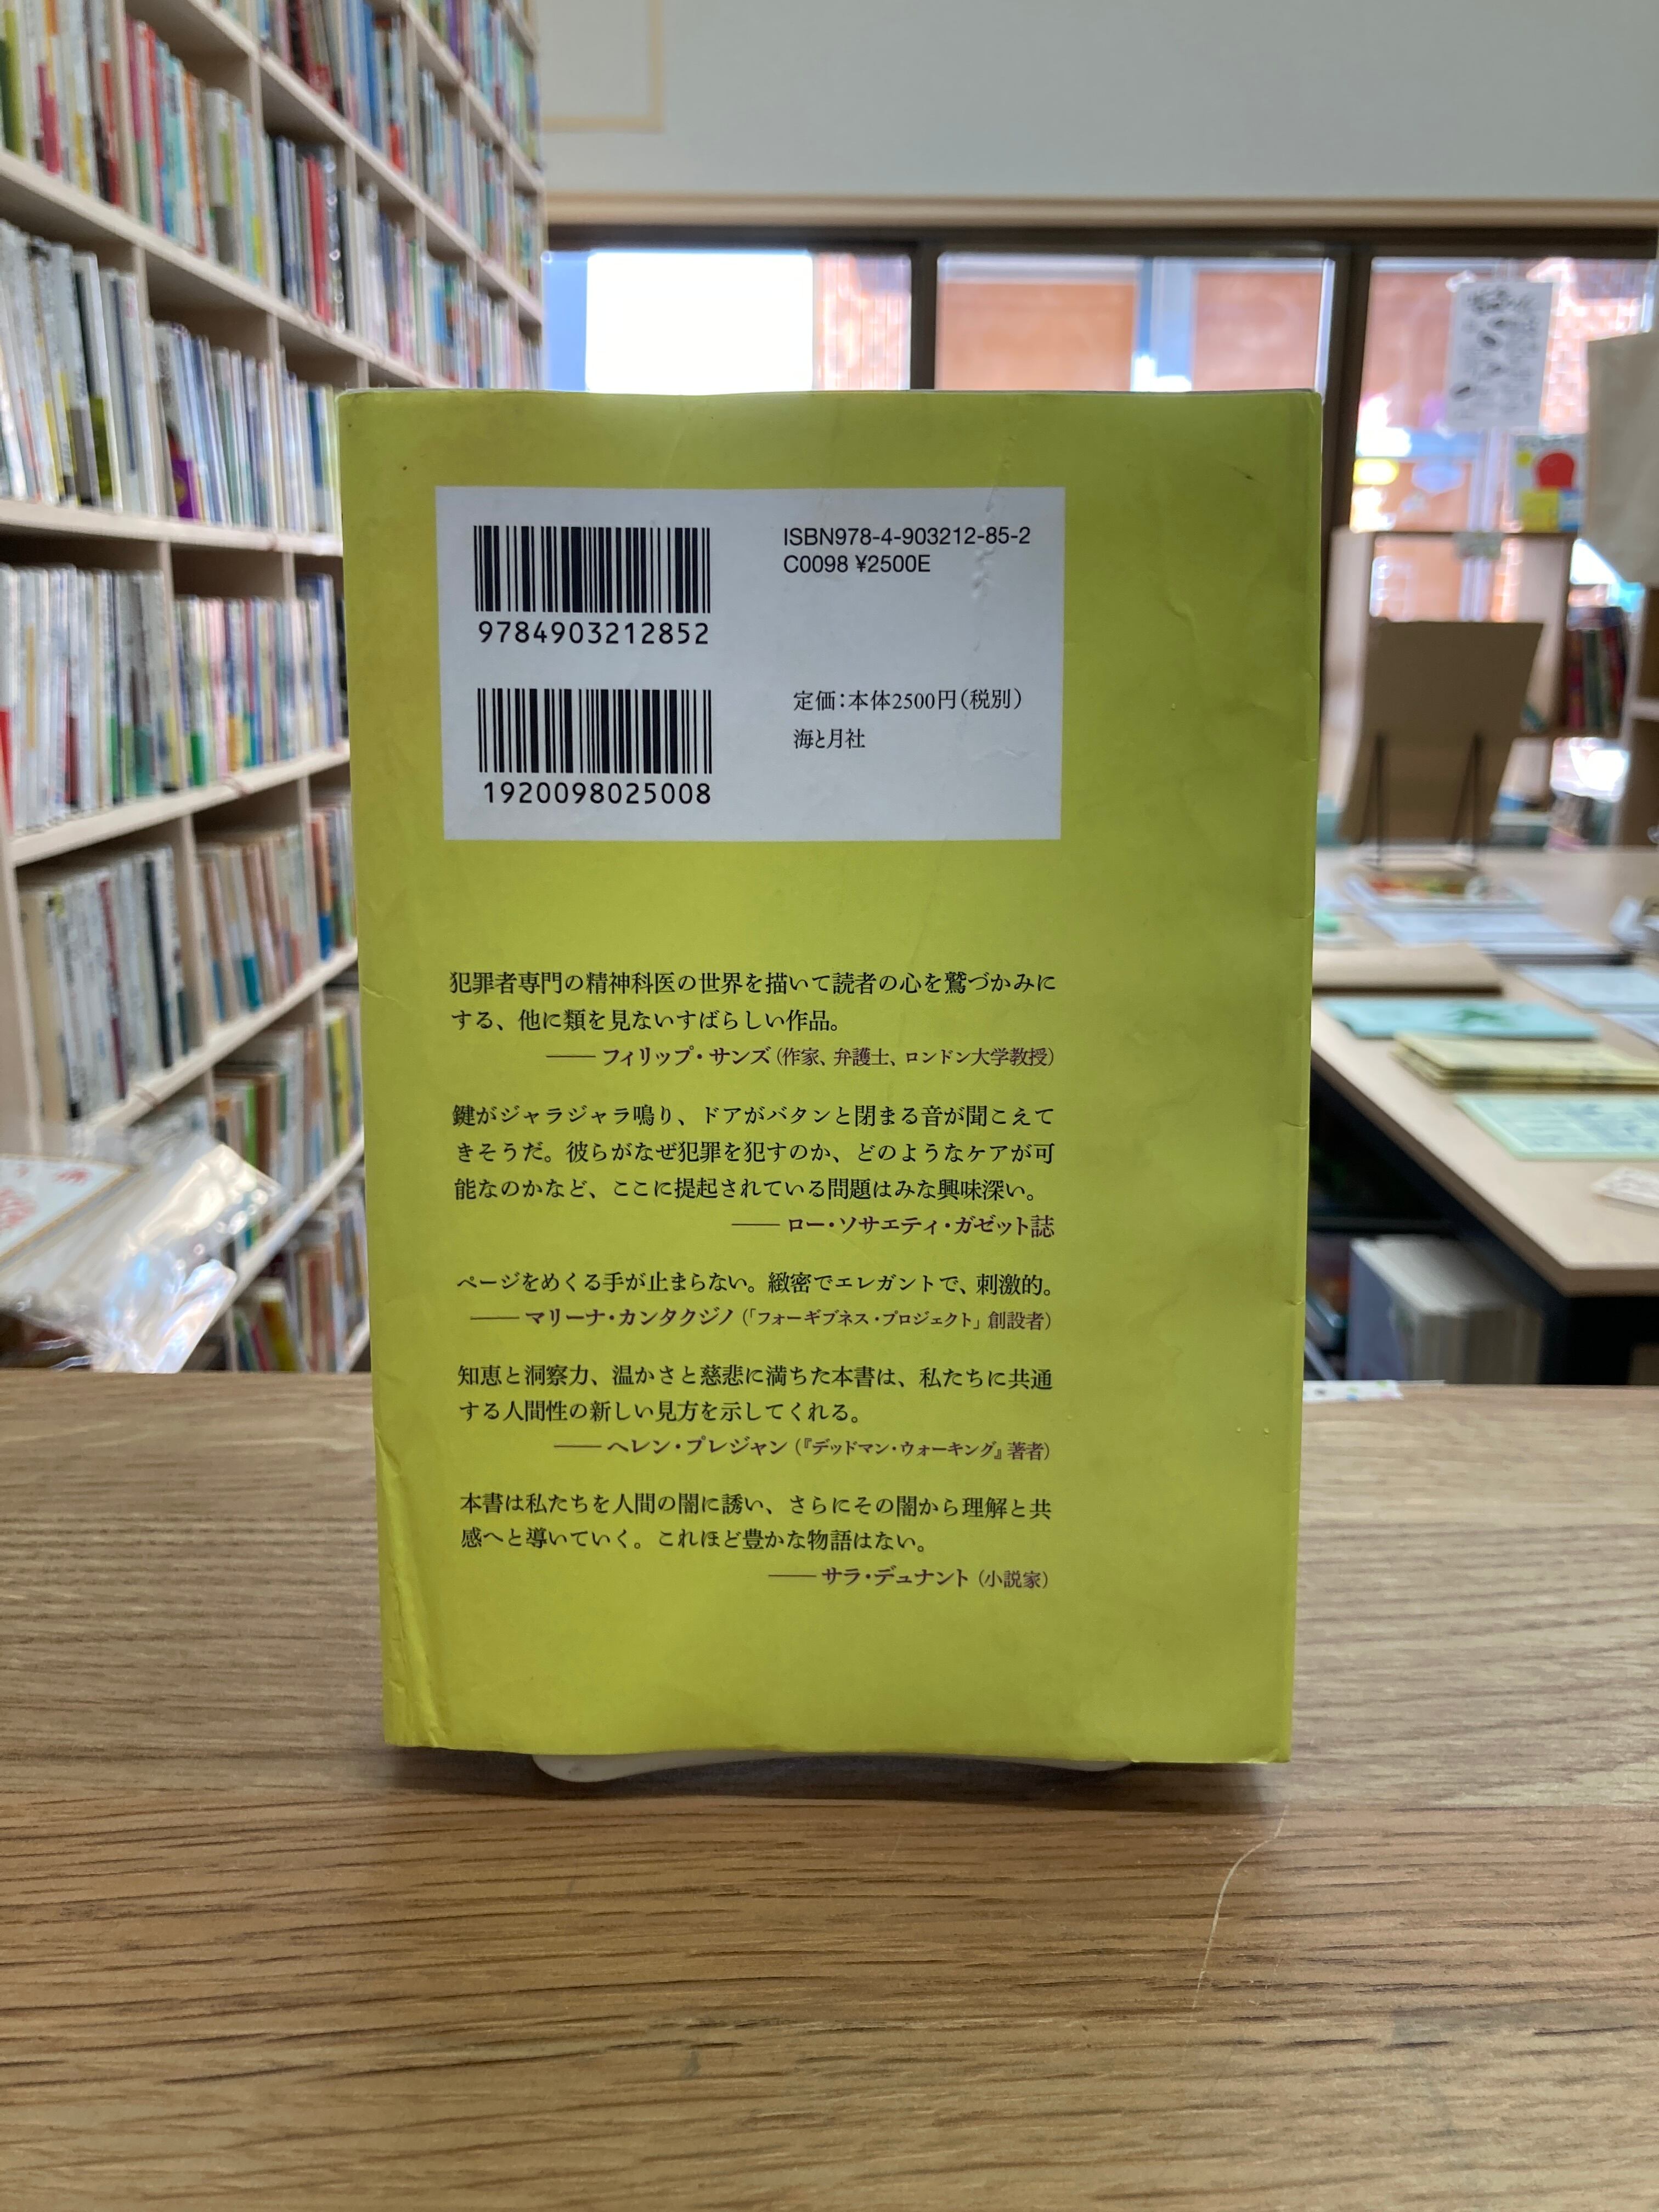 ISBN978-4-903212-85-2
C0098 ¥2500E
9784903212852
定価：本体2500円（税別）
海と月社
1920098025008
犯罪者専門の精神科医の世界を描いて読者の心を鷲づかみに
する、他に類を見ないすばらしい作品。
―― フィリップ・サンズ（作家、弁護士、ロンドン大学教授）
鍵がジャラジャラ鳴り、ドアがバタンと閉まる音が聞こえて
きそうだ。彼らがなぜ犯罪を犯すのか、どのようなケアが可
能なのかなど、ここに提起されている問題はみな興味深い。
―― ロー・ソサエティ・ガゼット誌
ページをめくる手が止まらない。緻密でエレガントで、刺激的。
―― マリーナ・カンタクジノ（「フォーギブネス・プロジェクト」創設者）
知恵と洞察力、温かさと慈悲に満ちた本書は、私たちに共通
する人間性の新しい見方を示してくれる。
―― ヘレン・プレジャン（『デッドマン・ウォーキング』著者）
本書は私たちを人間の闇に誘い、さらにその闇から理解と共
感へと導いていく。これほど豊かな物語はない。
―― サラ・デュナント（小説家）